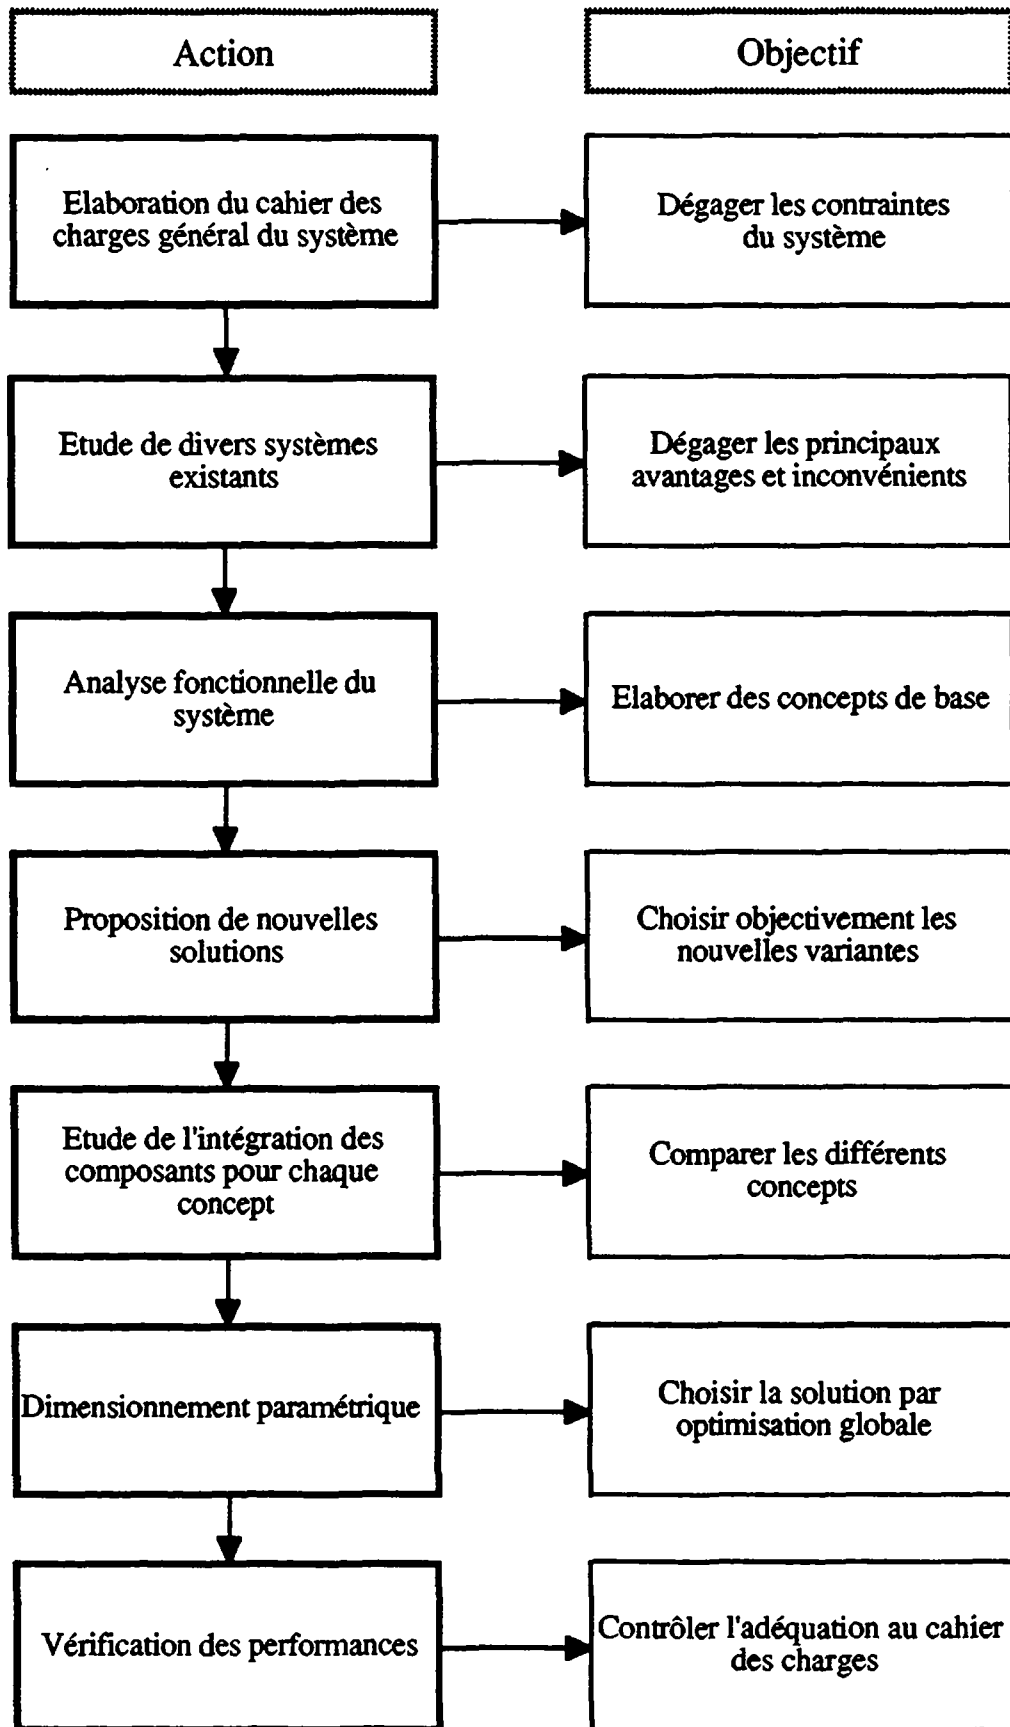 Action
Objectif
Elaboration du cahier des
charges général du système
Dégager les contraintes
du système
Etude de divers systèmes
existants
Dégager les principaux
avantages et inconvénients
Analyse fonctionnelle du
système
Elaborer des concepts de base
Proposition de nouvelles
solutions
Choisir objectivement les
nouvelles variantes
Etude de l'intégration des
composants pour chaque
concept
Comparer les différents
concepts
Dimensionnement paramétrique
Choisir la solution par
optimisation globale
Vérification des performances
Contrôler l'adéquation au cahier
des charges